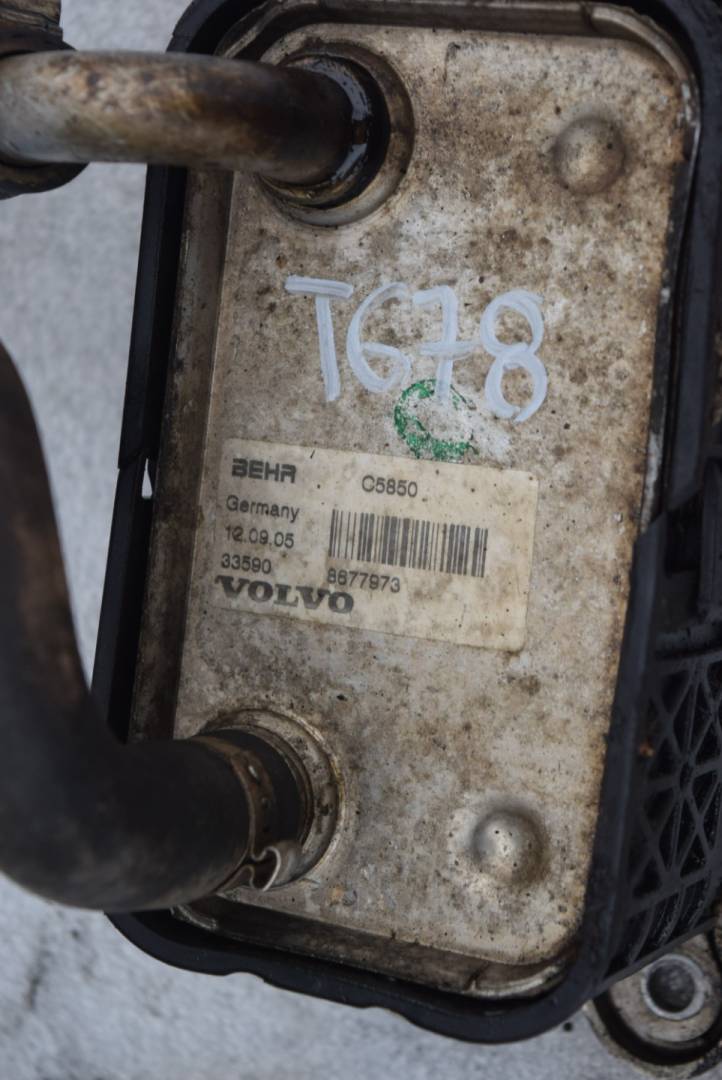 T678
BEHR C5850
Germany
12.09.05
33590 8677973
VOLVO